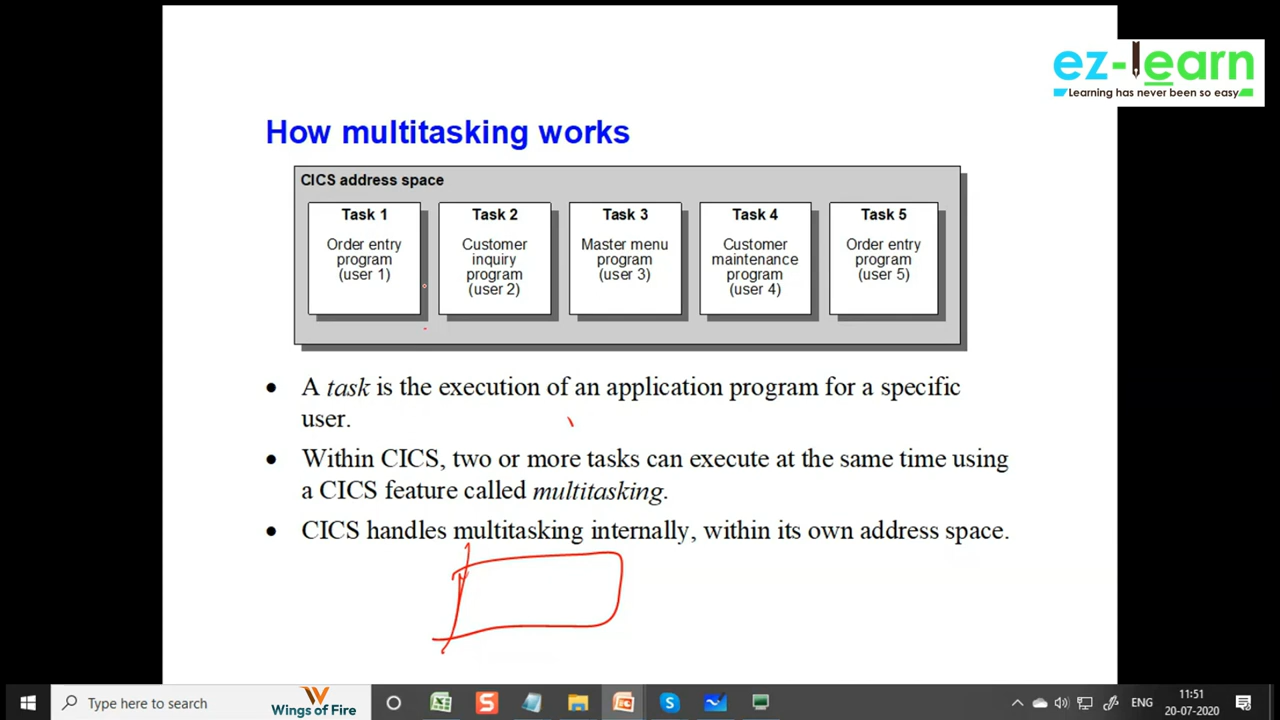 ez-learn
Learning has never been so easy
How multitasking works
CICS address space
Task 1
Order entry
program
(user 1)
Task 2
Customer
inquiry
program
(user 2)
Task 3
Master menu
program
(user 3)
Task 4
Customer
maintenance
program
(user 4)
Task 5
Order entry
program
(user 5)
• A task is the execution of an application program for a specific
user.
• Within CICS, two or more tasks can execute at the same time using
a CICS feature called multitasking.
• CICS handles multitasking internally, within its own address space.
Type here to search
Wings of Fire
ENG
11:51
20-07-2020